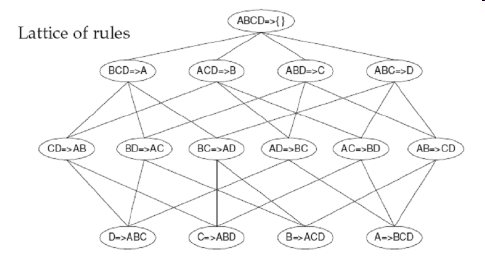 Lattice of rules
ABCD=>{ }
BCD=>A ACD=>B ABD=>C ABC=>D
CD=>AB BD=>AC BC=>AD AD=>BC AC=>BD AB=>CD
D=>ABC C=>ABD B=>ACD A=>BCD